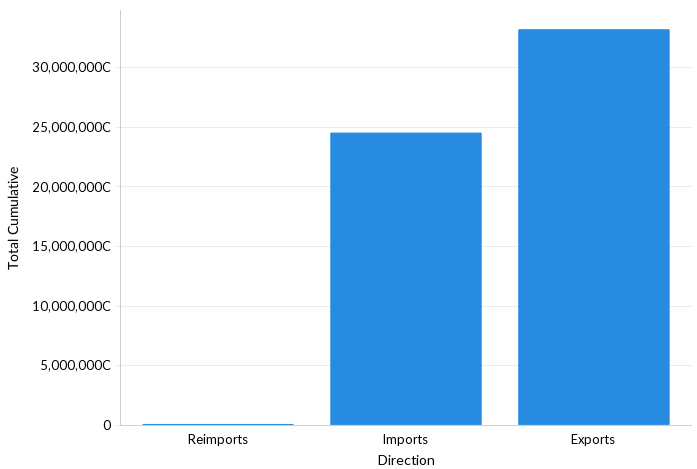 Total Cumulative
30,000,000C
25,000,000C
20,000,000C
15,000,000C
10,000,000C
5,000,000C
0
Reimports Imports Exports
Direction